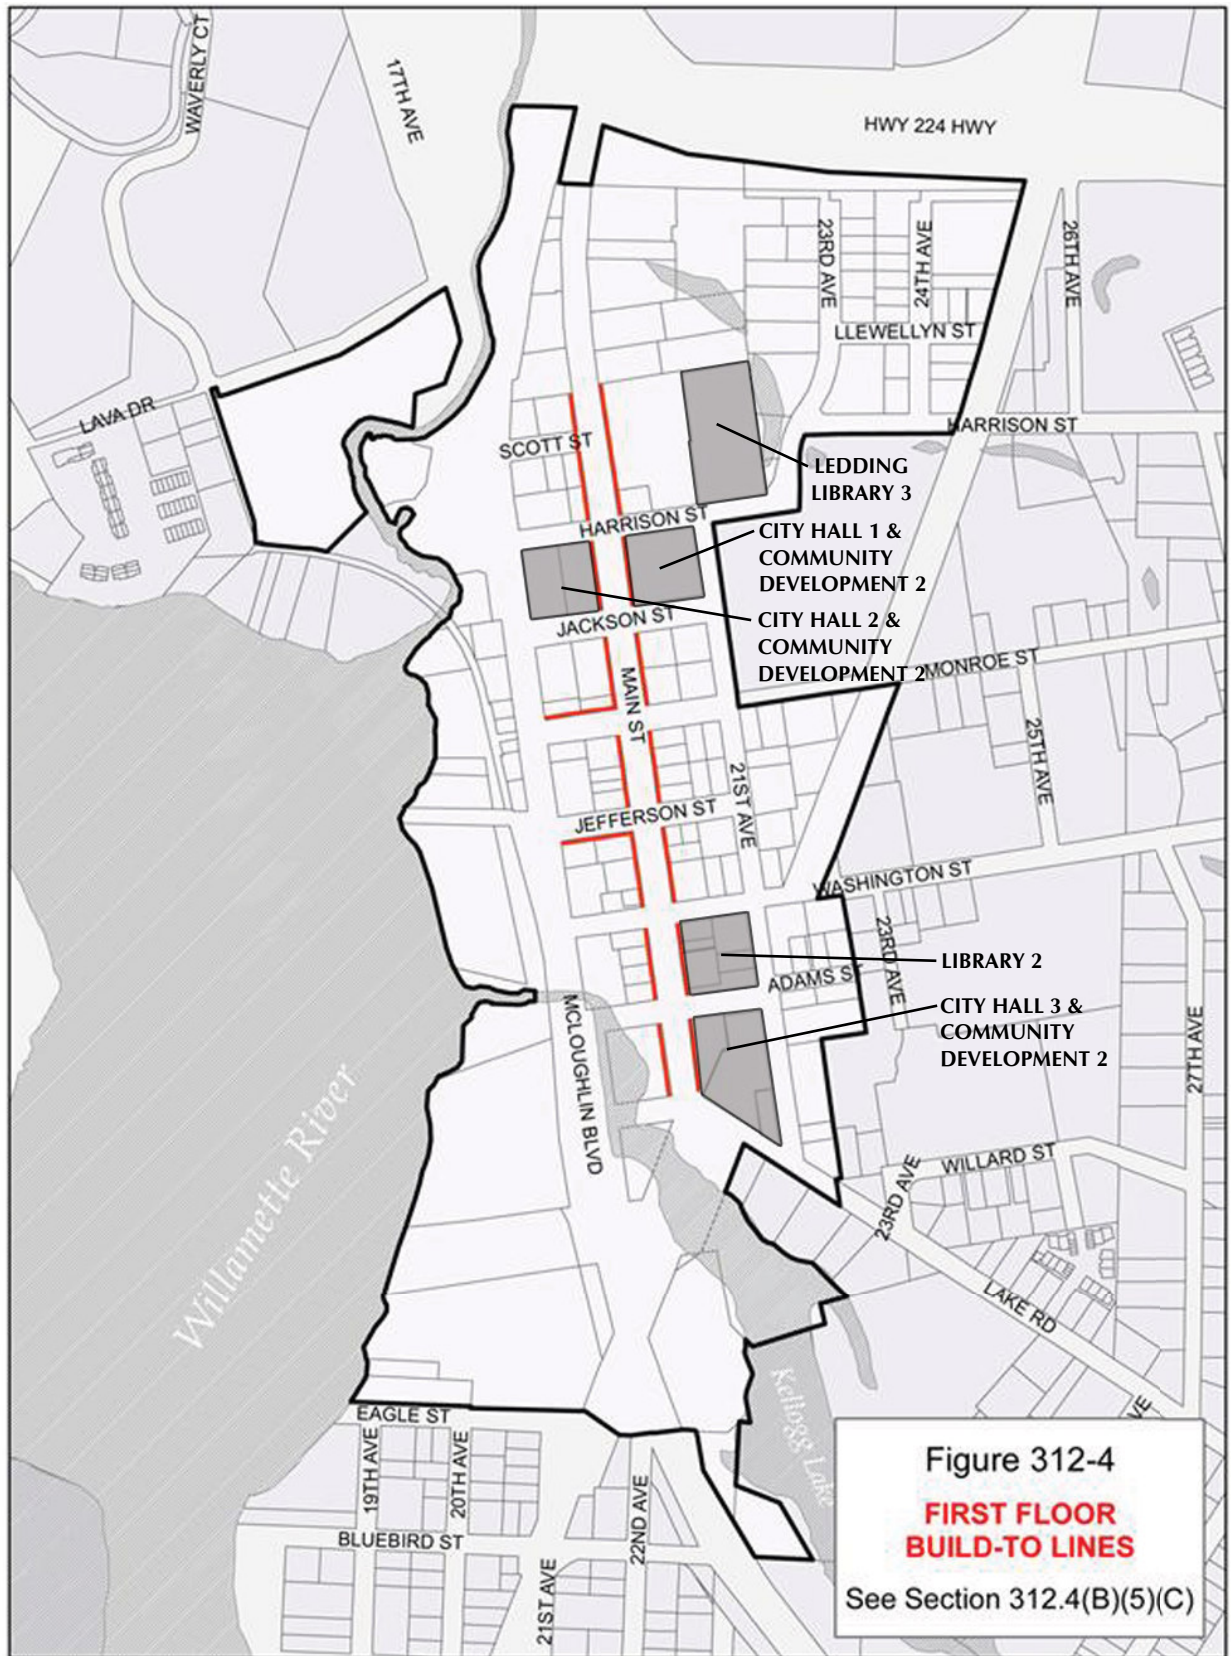 WAVERLY CT
17TH AVE
HWY 224 HWY
23RD AVE
24TH AVE
26TH AVE
LLEWELLYN ST
LAVA DR
SCOTT ST
HARRISON ST
LEDDING
LIBRARY 3
HARRISON ST
CITY HALL 1 &
COMMUNITY
DEVELOPMENT 2
JACKSON ST
CITY HALL 2 &
COMMUNITY
DEVELOPMENT 2
MONROE ST
MAIN ST
25TH AVE
21ST AVE
JEFFERSON ST
WASHINGTON ST
23RD AVE
LIBRARY 2
ADAMS ST
CITY HALL 3 &
COMMUNITY
DEVELOPMENT 2
MCLOUGHLIN BLVD
27TH AVE
Willamette River
WILLARD ST
23RD AVE
LAKE RD
Kellogg Lake
EAGLE ST
19TH AVE
20TH AVE
22ND AVE
BLUEBIRD ST
21ST AVE
VE
Figure 312-4
FIRST FLOOR
BUILD-TO LINES
See Section 312.4(B)(5)(C)